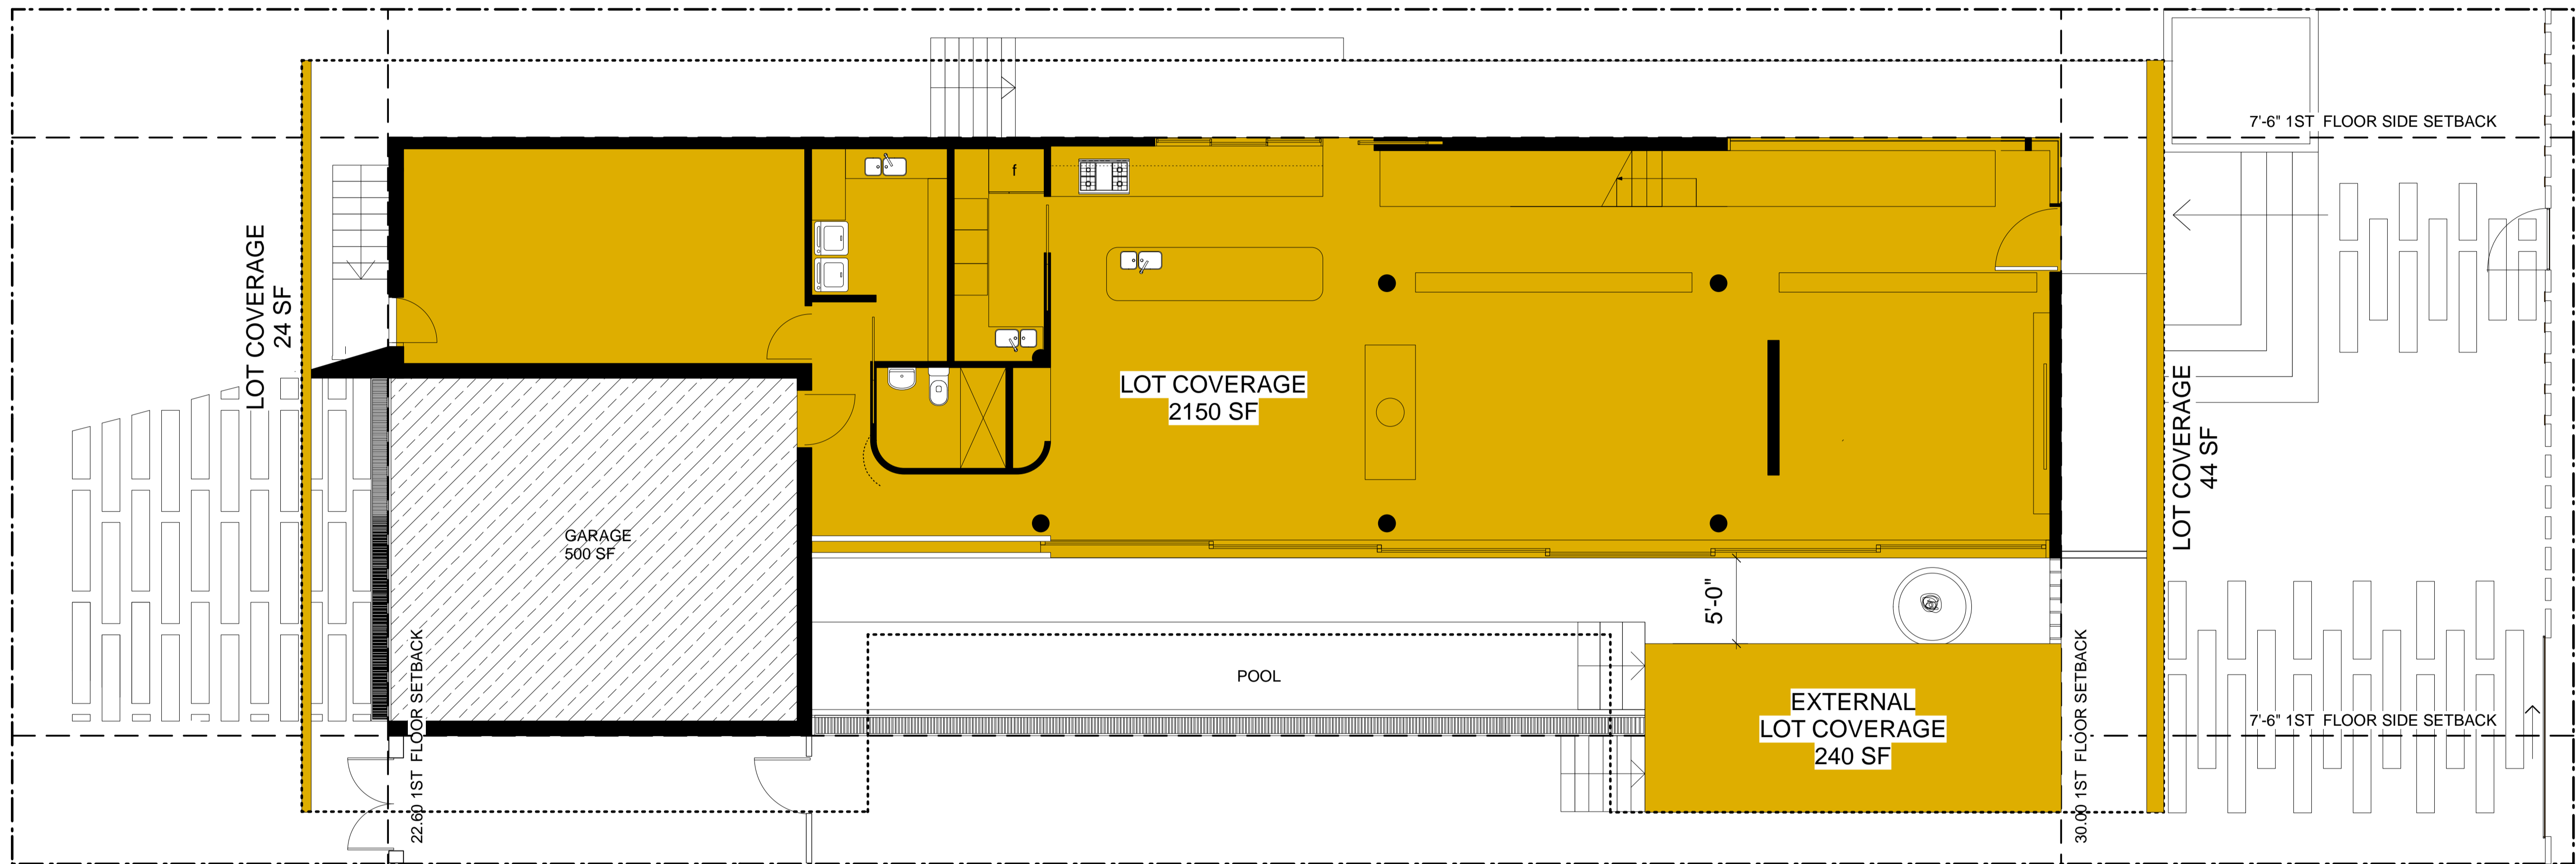 7'-6" 1ST FLOOR SIDE SETBACK
f
LOT COVERAGE
24 SF
LOT COVERAGE
2150 SF
LOT COVERAGE
44 SF
GARAGE
500 SF
5'-0"
POOL
22.60 1ST FLOOR SETBACK
EXTERNAL
LOT COVERAGE
240 SF
30.00 1ST FLOOR SETBACK
7'-6" 1ST FLOOR SIDE SETBACK